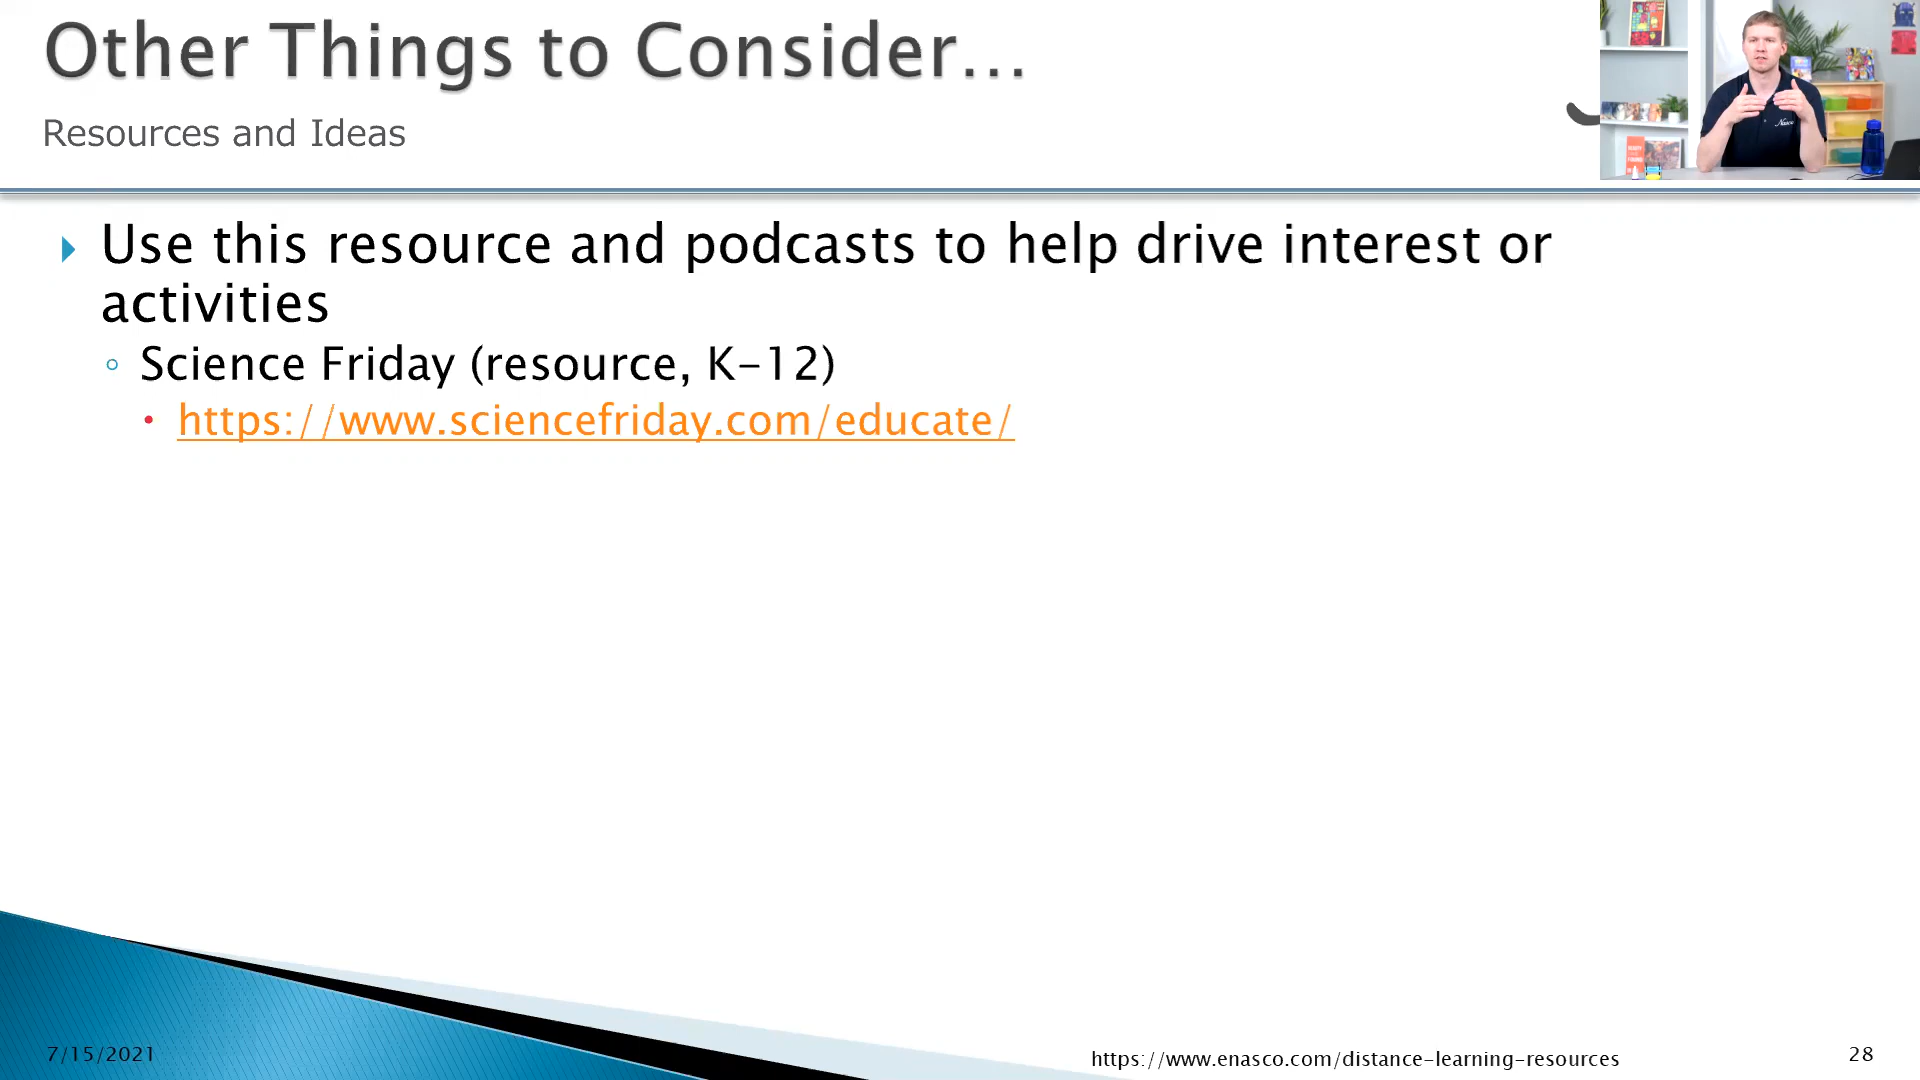 Other Things to Consider…
Resources and Ideas
Use this resource and podcasts to help drive interest or
activities
Science Friday (resource, K-12)
https://www.sciencefriday.com/educate/
7/15/2021
https://www.enasco.com/distance-learning-resources
28